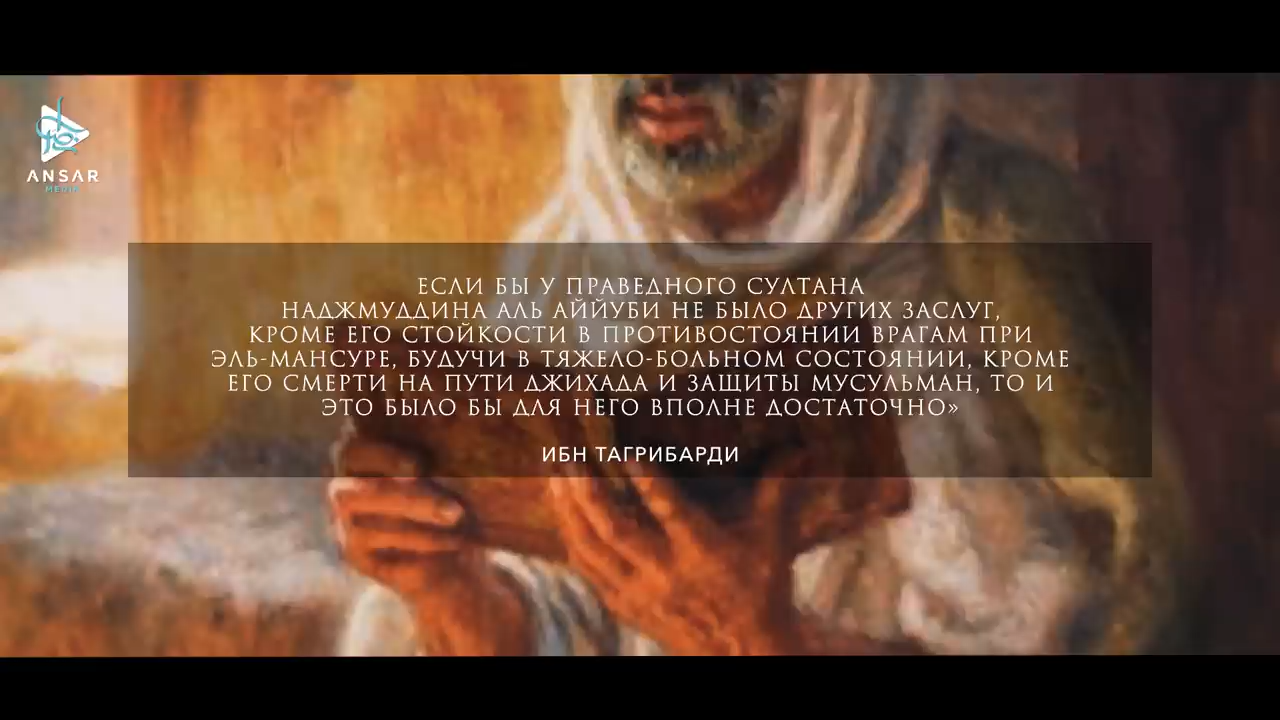 ANSAR
MEDIA
ЕСЛИ БЫ У ПРАВЕДНОГО СУЛТАНА
НАДЖМУДДИНА АЛЬ АЙЙУБИ НЕ БЫЛО ДРУГИХ ЗАСЛУГ,
КРОМЕ ЕГО СТОЙКОСТИ В ПРОТИВОСТОЯНИИ ВРАГАМ ПРИ
ЭЛЬ-МАНСУРЕ, БУДУЧИ В ТЯЖЕЛО-БОЛЬНОМ СОСТОЯНИИ, КРОМЕ
ЕГО СМЕРТИ НА ПУТИ ДЖИХАДА И ЗАЩИТЫ МУСУЛЬМАН, ТО И
ЭТО БЫЛО БЫ ДЛЯ НЕГО ВПОЛНЕ ДОСТАТОЧНО»
ИБН ТАГРИБАРДИ